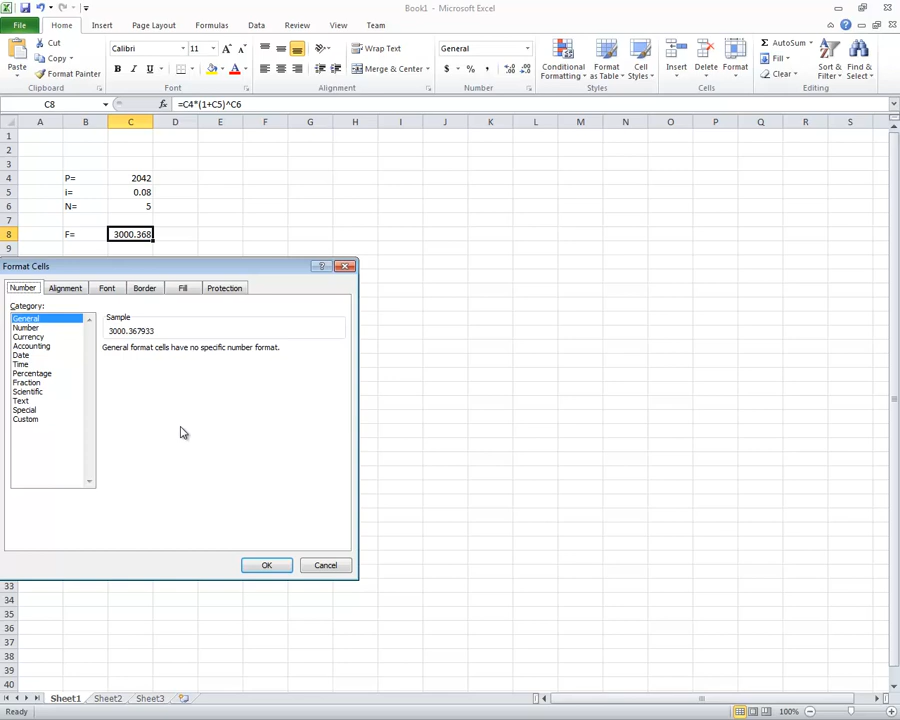 Book1 - Microsoft Excel
File Home Insert Page Layout Formulas Data Review View Team
Paste Cut Calibri 11 A A Wrap Text General Conditional Formatting Format as Table Cell Styles Insert Delete Format Σ AutoSum Sort & Filter Find & Select
Copy Fill
Format Painter B I U A Merge & Center $ % , .0 .00 .00 .0 Clear
Clipboard Font Alignment Number Styles Cells Editing
C8 fx =C4*(1+C5)^C6
A B C D E F G H I J K L M N O P Q R S
1
2
3
4 P= 2042
5 i= 0.08
6 N= 5
7
8 F= 3000.368
9
Format Cells
Number Alignment Font Border Fill Protection
Category:
General
Number
Currency
Accounting
Date
Time
Percentage
Fraction
Scientific
Text
Special
Custom
Sample
3000.367933
General format cells have no specific number format.
OK Cancel
33
34
35
36
37
38
39
40
Sheet1 Sheet2 Sheet3
Ready 100%